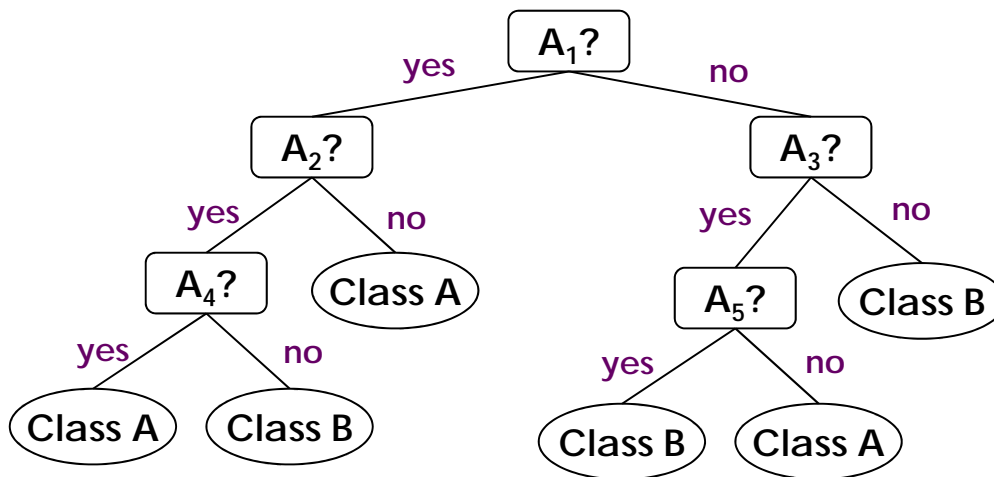 A₁?
yes
no
A₂?
A₃?
yes
no
yes
no
A₄?
Class A
A₅?
Class B
yes
no
yes
no
Class A
Class B
Class B
Class A